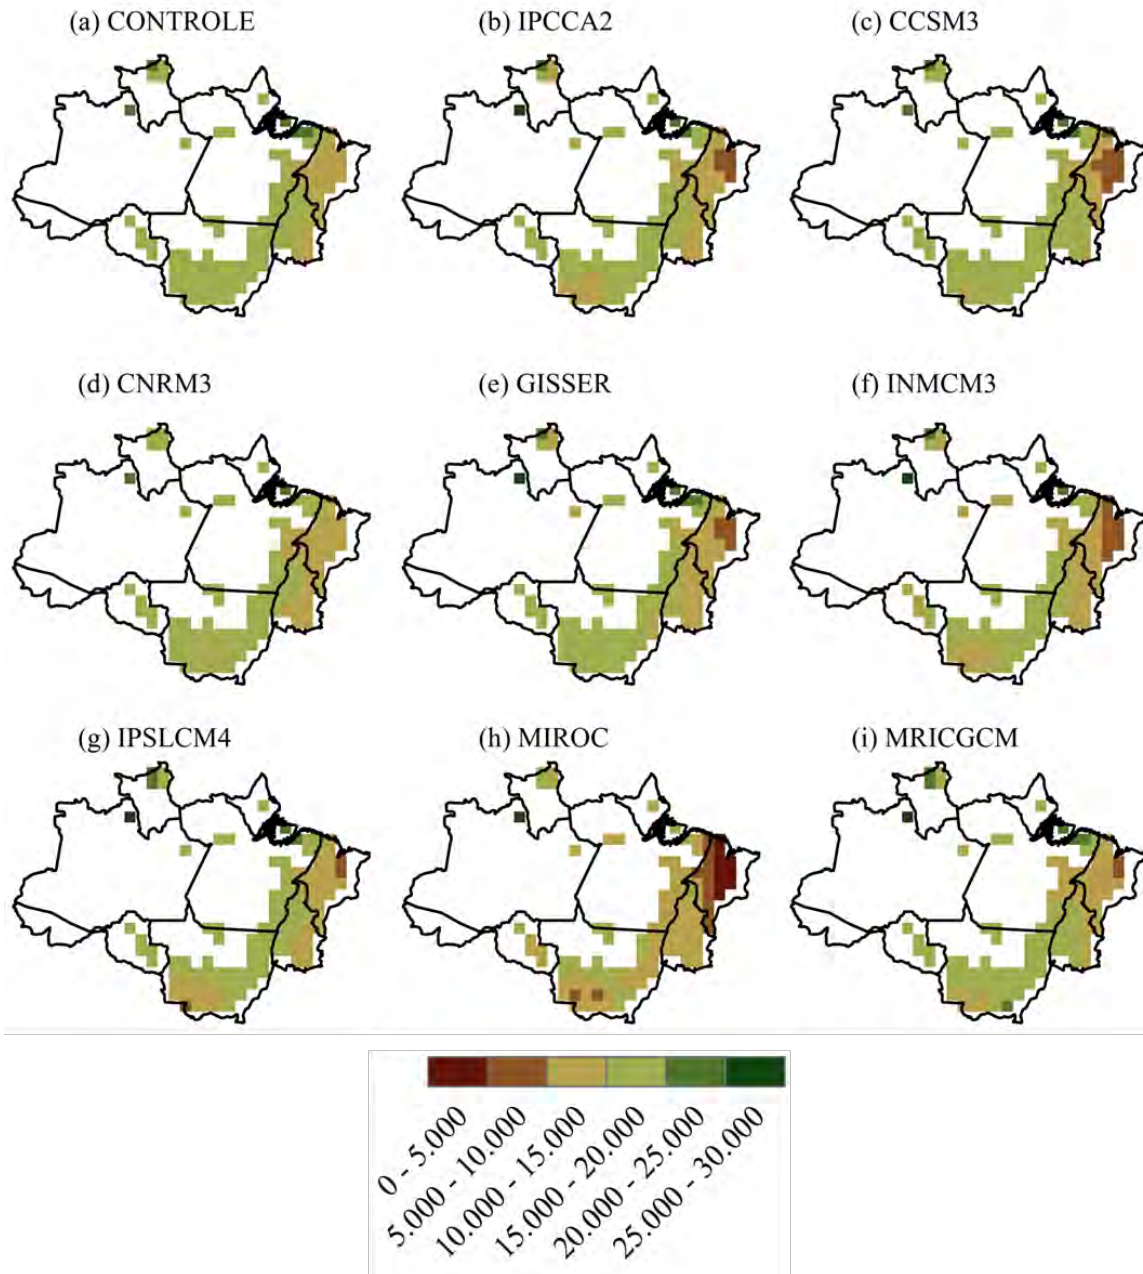 (a) CONTROLE
(b) IPCCA2
(c) CCSM3
(d) CNRM3
(e) GISSER
(f) INMCM3
(g) IPSLCM4
(h) MIROC
(i) MRICGCM
0 - 5.000
5.000 - 10.000
10.000 - 15.000
15.000 - 20.000
20.000 - 25.000
25.000 - 30.000